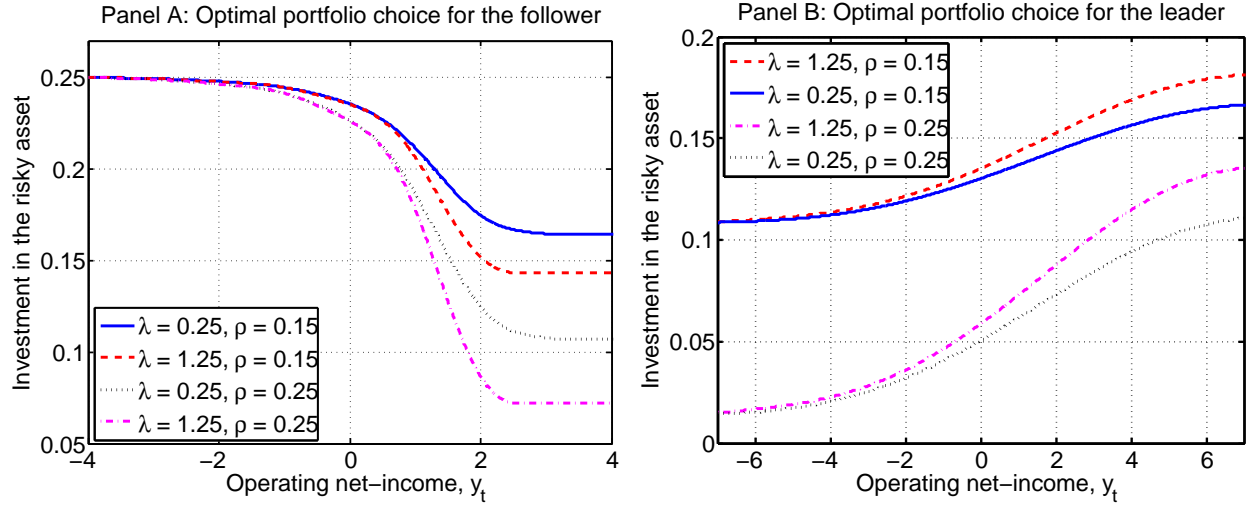 Panel A: Optimal portfolio choice for the follower
Investment in the risky asset
0.25
0.2
0.15
0.1
0.05
λ = 0.25, ρ = 0.15
λ = 1.25, ρ = 0.15
λ = 0.25, ρ = 0.25
λ = 1.25, ρ = 0.25
−4
−2
0
2
4
Operating net−income, y_t
Panel B: Optimal portfolio choice for the leader
Investment in the risky asset
0.2
0.15
0.1
0.05
0
λ = 1.25, ρ = 0.15
λ = 0.25, ρ = 0.15
λ = 1.25, ρ = 0.25
λ = 0.25, ρ = 0.25
−6
−4
−2
0
2
4
6
Operating net−income, y_t